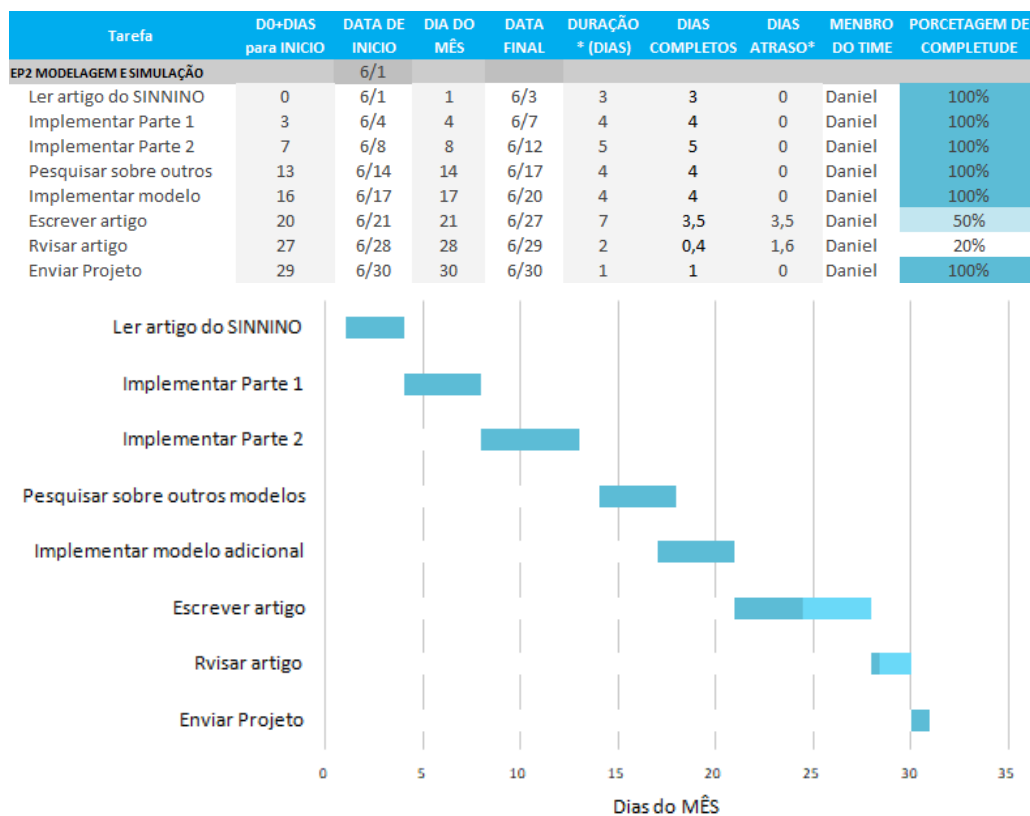 Tarefa D0+DIAS para INICIO DATA DE INICIO DIA DO MÊS DATA FINAL DURAÇÃO * (DIAS) DIAS COMPLETOS DIAS ATRASO* MENBRO DO TIME PORCETAGEM DE COMPLETUDE
EP2 MODELAGEM E SIMULAÇÃO 6/1
Ler artigo do SINNINO 0 6/1 1 6/3 3 3 0 Daniel 100%
Implementar Parte 1 3 6/4 4 6/7 4 4 0 Daniel 100%
Implementar Parte 2 7 6/8 8 6/12 5 5 0 Daniel 100%
Pesquisar sobre outros 13 6/14 14 6/17 4 4 0 Daniel 100%
Implementar modelo 16 6/17 17 6/20 4 4 0 Daniel 100%
Escrever artigo 20 6/21 21 6/27 7 3,5 3,5 Daniel 50%
Rvisar artigo 27 6/28 28 6/29 2 0,4 1,6 Daniel 20%
Enviar Projeto 29 6/30 30 6/30 1 1 0 Daniel 100%
Ler artigo do SINNINO
Implementar Parte 1
Implementar Parte 2
Pesquisar sobre outros modelos
Implementar modelo adicional
Escrever artigo
Rvisar artigo
Enviar Projeto
0 5 10 15 20 25 30 35
Dias do MÊS